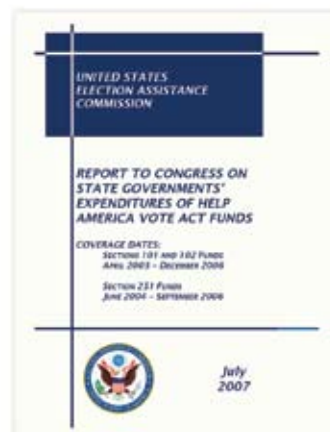 UNITED STATES
ELECTION ASSISTANCE
COMMISSION
REPORT TO CONGRESS ON
STATE GOVERNMENTS'
EXPENDITURES OF HELP
AMERICA VOTE ACT FUNDS
COVERAGE DATES:
SECTIONS 101 AND 102 FUNDS
APRIL 2003 – DECEMBER 2006
SECTION 251 FUNDS
JUNE 2004 – SEPTEMBER 2006
July
2007